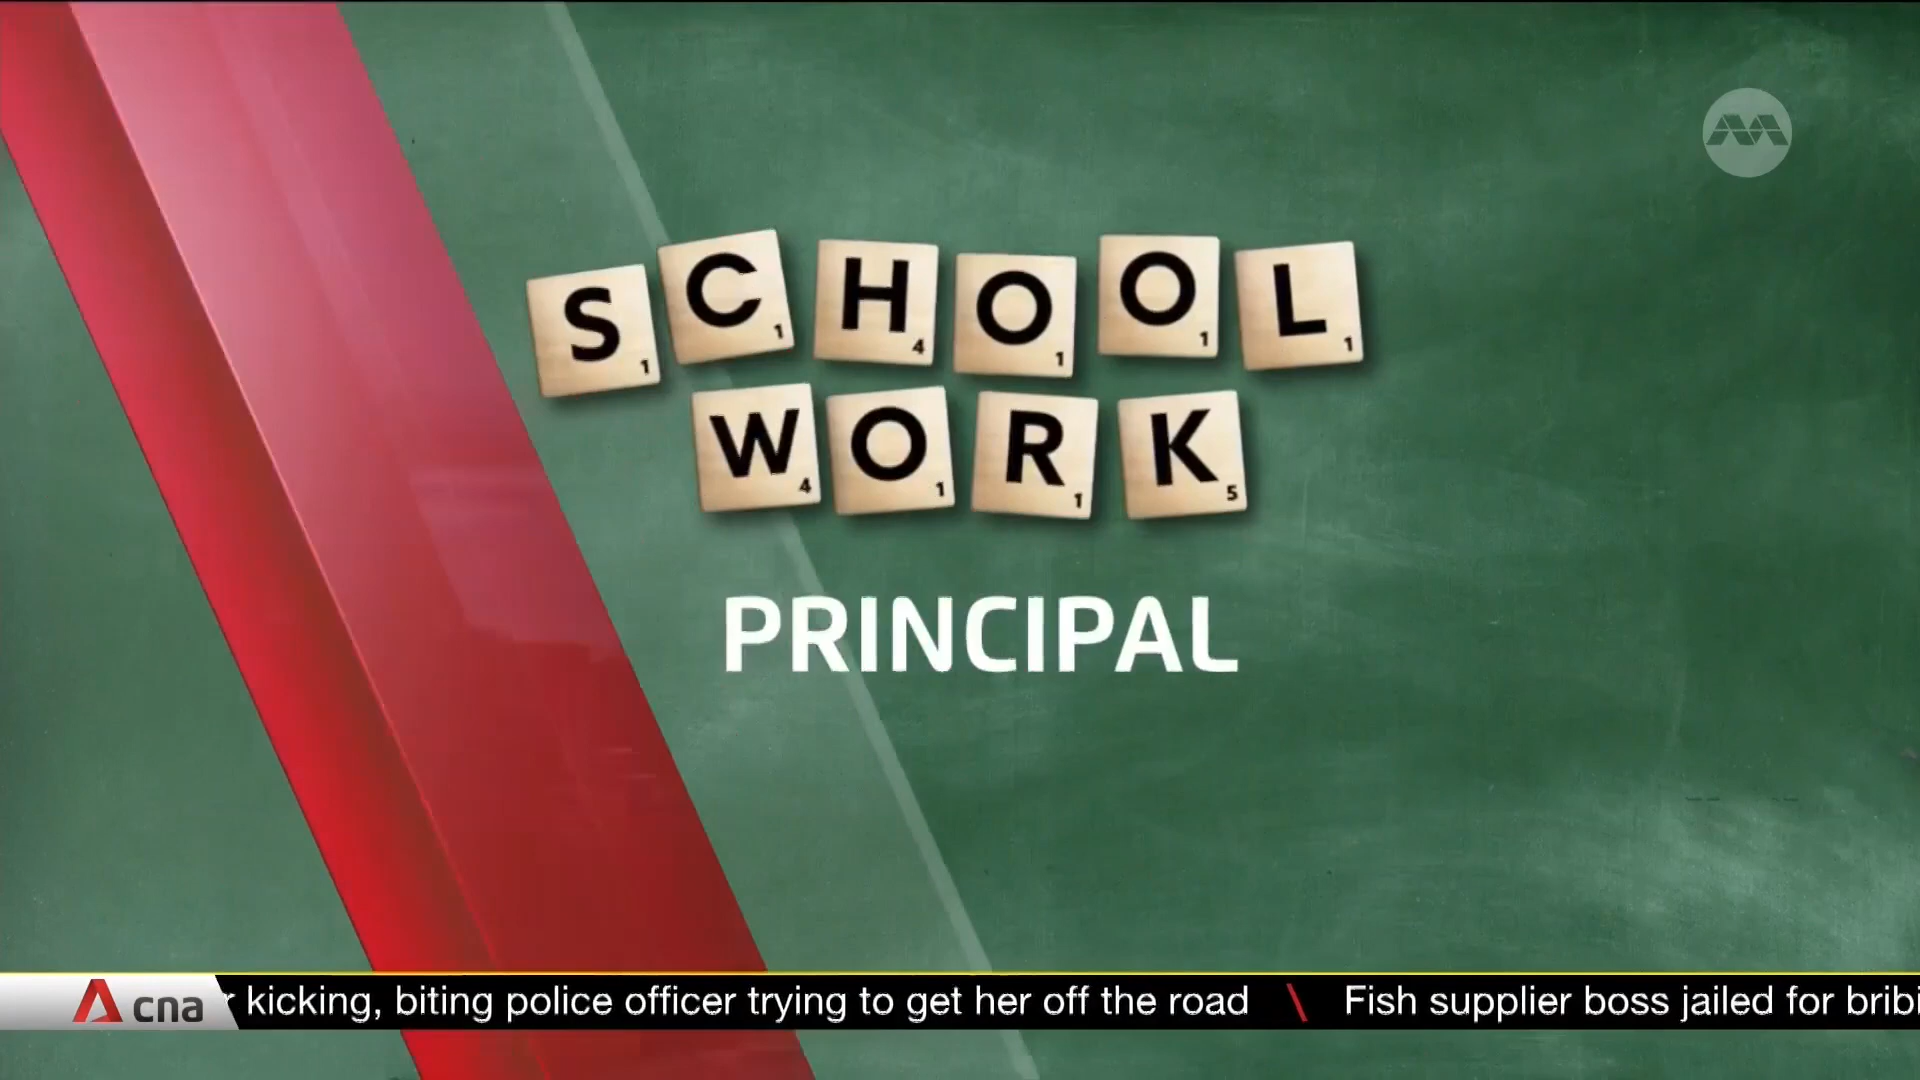 SCHOOL
WORK
PRINCIPAL
cna
kicking, biting police officer trying to get her off the road \ Fish supplier boss jailed for